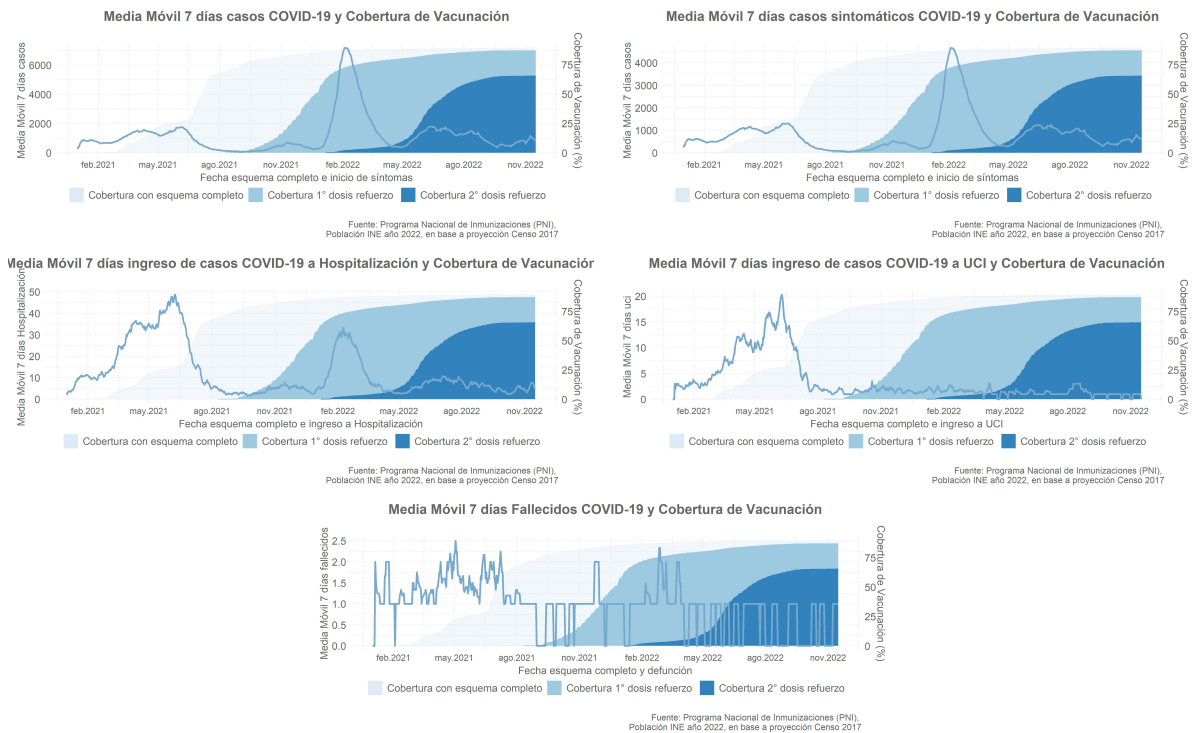 Media Móvil 7 días casos COVID-19 y Cobertura de Vacunación
Media Móvil 7 días casos
6000
4000
2000
0
Cobertura de Vacunación (%)
75
50
25
0
feb.2021 may.2021 ago.2021 nov.2021 feb.2022 may.2022 ago.2022 nov.2022
Fecha esquema completo e inicio de síntomas
Cobertura con esquema completo Cobertura 1° dosis refuerzo Cobertura 2° dosis refuerzo
Fuente: Programa Nacional de Inmunizaciones (PNI),
Población INE año 2022, en base a proyección Censo 2017
Media Móvil 7 días casos sintomáticos COVID-19 y Cobertura de Vacunación
Media Móvil 7 días casos
4000
3000
2000
1000
0
Cobertura de Vacunación (%)
75
50
25
0
feb.2021 may.2021 ago.2021 nov.2021 feb.2022 may.2022 ago.2022 nov.2022
Fecha esquema completo e inicio de síntomas
Cobertura con esquema completo Cobertura 1° dosis refuerzo Cobertura 2° dosis refuerzo
Fuente: Programa Nacional de Inmunizaciones (PNI),
Población INE año 2022, en base a proyección Censo 2017
Media Móvil 7 días ingreso de casos COVID-19 a Hospitalización y Cobertura de Vacunación
Media Móvil 7 días Hospitalización
50
40
30
20
10
0
Cobertura de Vacunación (%)
75
50
25
0
feb.2021 may.2021 ago.2021 nov.2021 feb.2022 may.2022 ago.2022 nov.2022
Fecha esquema completo e ingreso a Hospitalización
Cobertura con esquema completo Cobertura 1° dosis refuerzo Cobertura 2° dosis refuerzo
Fuente: Programa Nacional de Inmunizaciones (PNI),
Población INE año 2022, en base a proyección Censo 2017
Media Móvil 7 días ingreso de casos COVID-19 a UCI y Cobertura de Vacunación
Media Móvil 7 días uci
20
15
10
5
0
Cobertura de Vacunación (%)
75
50
25
0
feb.2021 may.2021 ago.2021 nov.2021 feb.2022 may.2022 ago.2022 nov.2022
Fecha esquema completo e ingreso a UCI
Cobertura con esquema completo Cobertura 1° dosis refuerzo Cobertura 2° dosis refuerzo
Fuente: Programa Nacional de Inmunizaciones (PNI),
Población INE año 2022, en base a proyección Censo 2017
Media Móvil 7 días Fallecidos COVID-19 y Cobertura de Vacunación
Media Móvil 7 días fallecidos
2.5
2.0
1.5
1.0
0.5
0.0
Cobertura de Vacunación (%)
75
50
25
0
feb.2021 may.2021 ago.2021 nov.2021 feb.2022 may.2022 ago.2022 nov.2022
Fecha esquema completo y defunción
Cobertura con esquema completo Cobertura 1° dosis refuerzo Cobertura 2° dosis refuerzo
Fuente: Programa Nacional de Inmunizaciones (PNI),
Población INE año 2022, en base a proyección Censo 2017